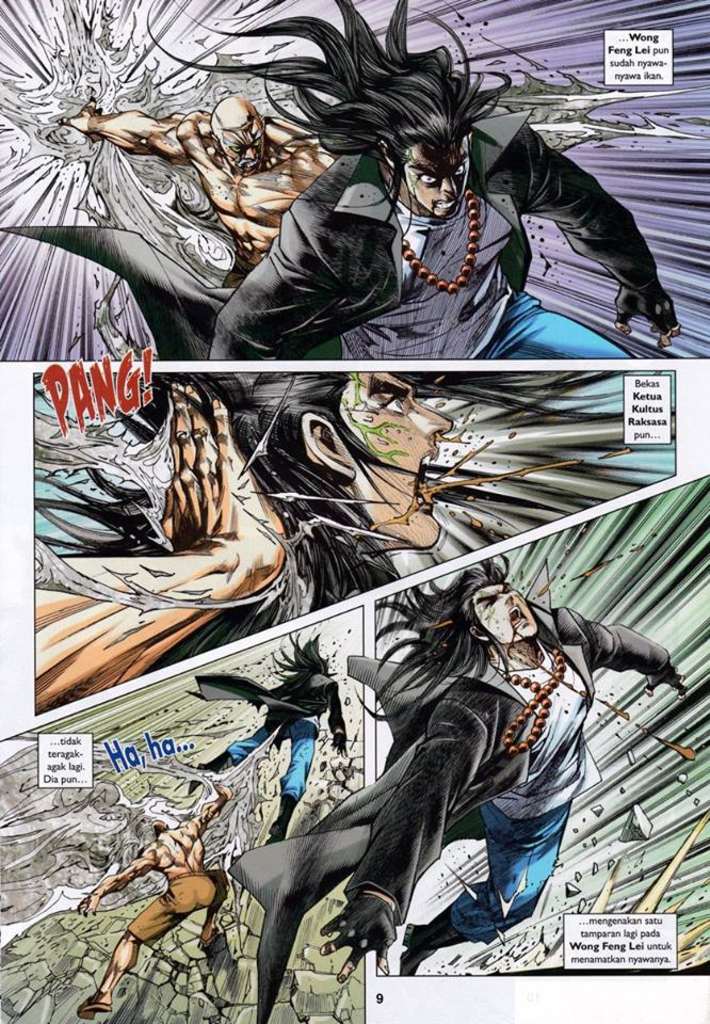 ...Wong
Feng Lei pun
sudah nyawa-
nyawa ikan.
PANG!
Bekas
Ketua
Kultus
Raksasa
pun...
...tidak
teragak-
agak lagi.
Dia pun...
Ha, ha...
...mengenakan satu
tamparan lagi pada
Wong Feng Lei untuk
menamatkan nyawanya.
9